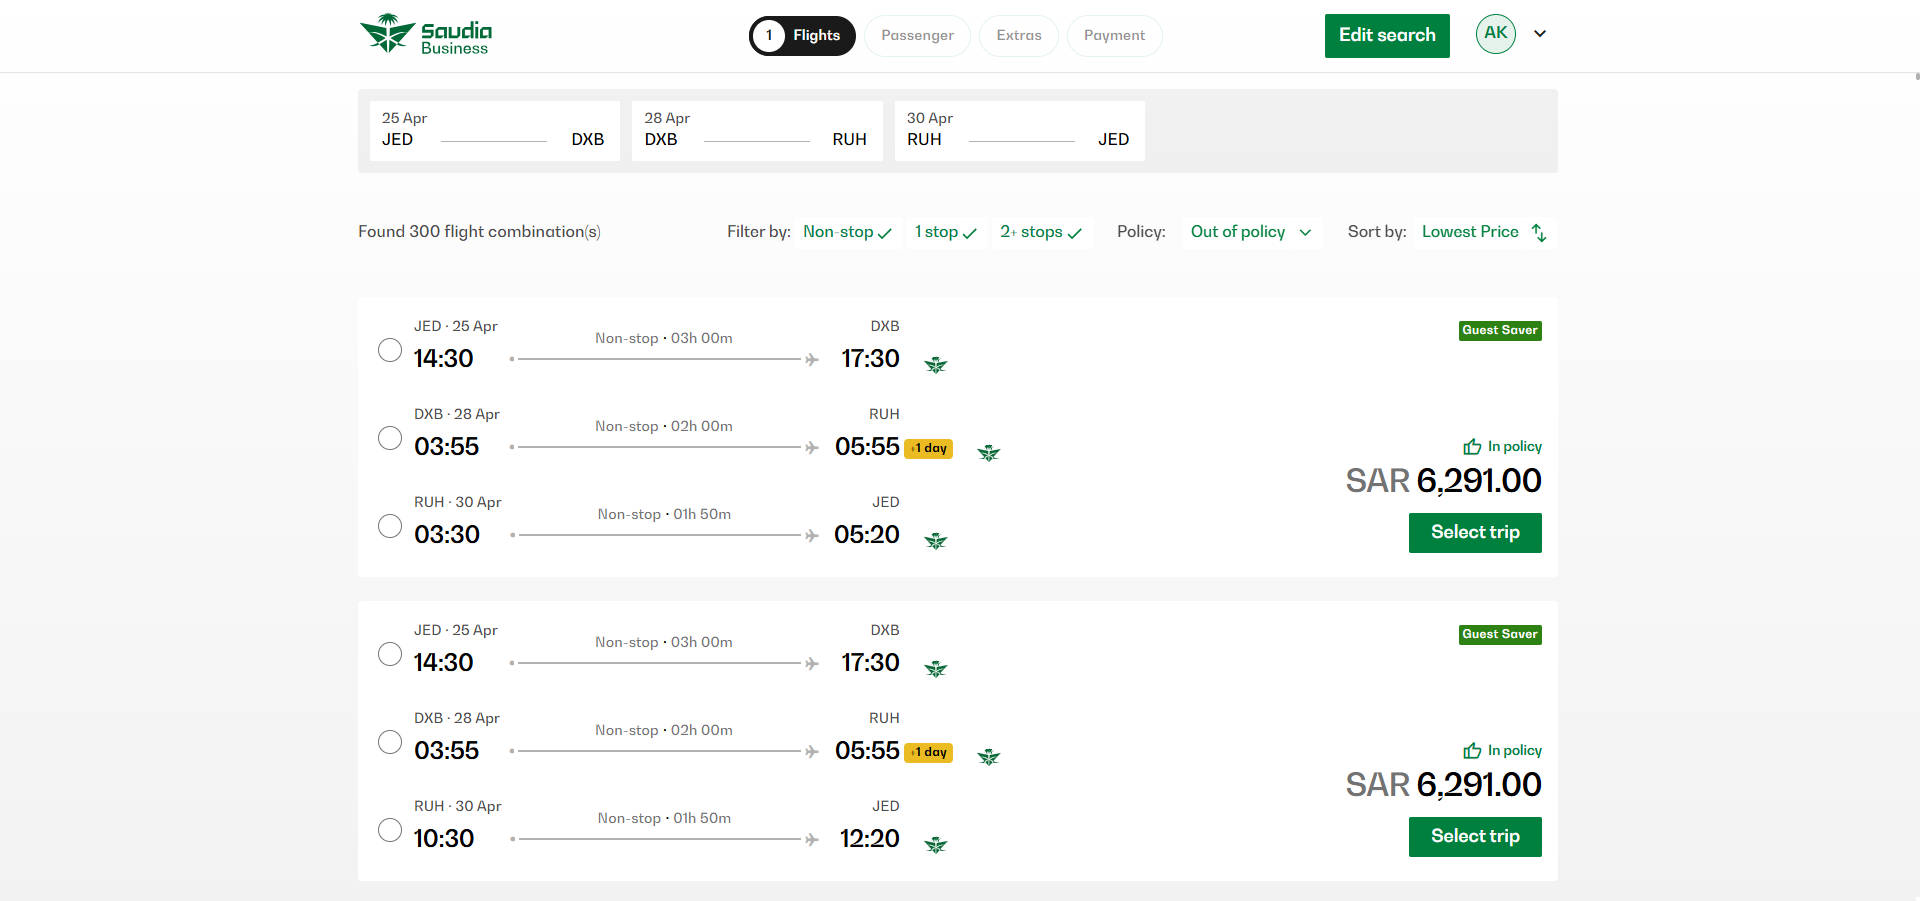 Saudia
Business
1 Flights
Passenger
Extras
Payment
Edit search
AK
25 Apr
JED DXB
28 Apr
DXB RUH
30 Apr
RUH JED
Found 300 flight combination(s)
Filter by: Non-stop 1 stop 2+ stops
Policy: Out of policy
Sort by: Lowest Price
JED · 25 Apr
Non-stop · 03h 00m
DXB
14:30 17:30
Guest Saver
DXB · 28 Apr
Non-stop · 02h 00m
RUH
03:55 05:55 +1 day
RUH · 30 Apr
Non-stop · 01h 50m
JED
03:30 05:20
In policy
SAR 6,291.00
Select trip
JED · 25 Apr
Non-stop · 03h 00m
DXB
14:30 17:30
Guest Saver
DXB · 28 Apr
Non-stop · 02h 00m
RUH
03:55 05:55 +1 day
RUH · 30 Apr
Non-stop · 01h 50m
JED
10:30 12:20
In policy
SAR 6,291.00
Select trip